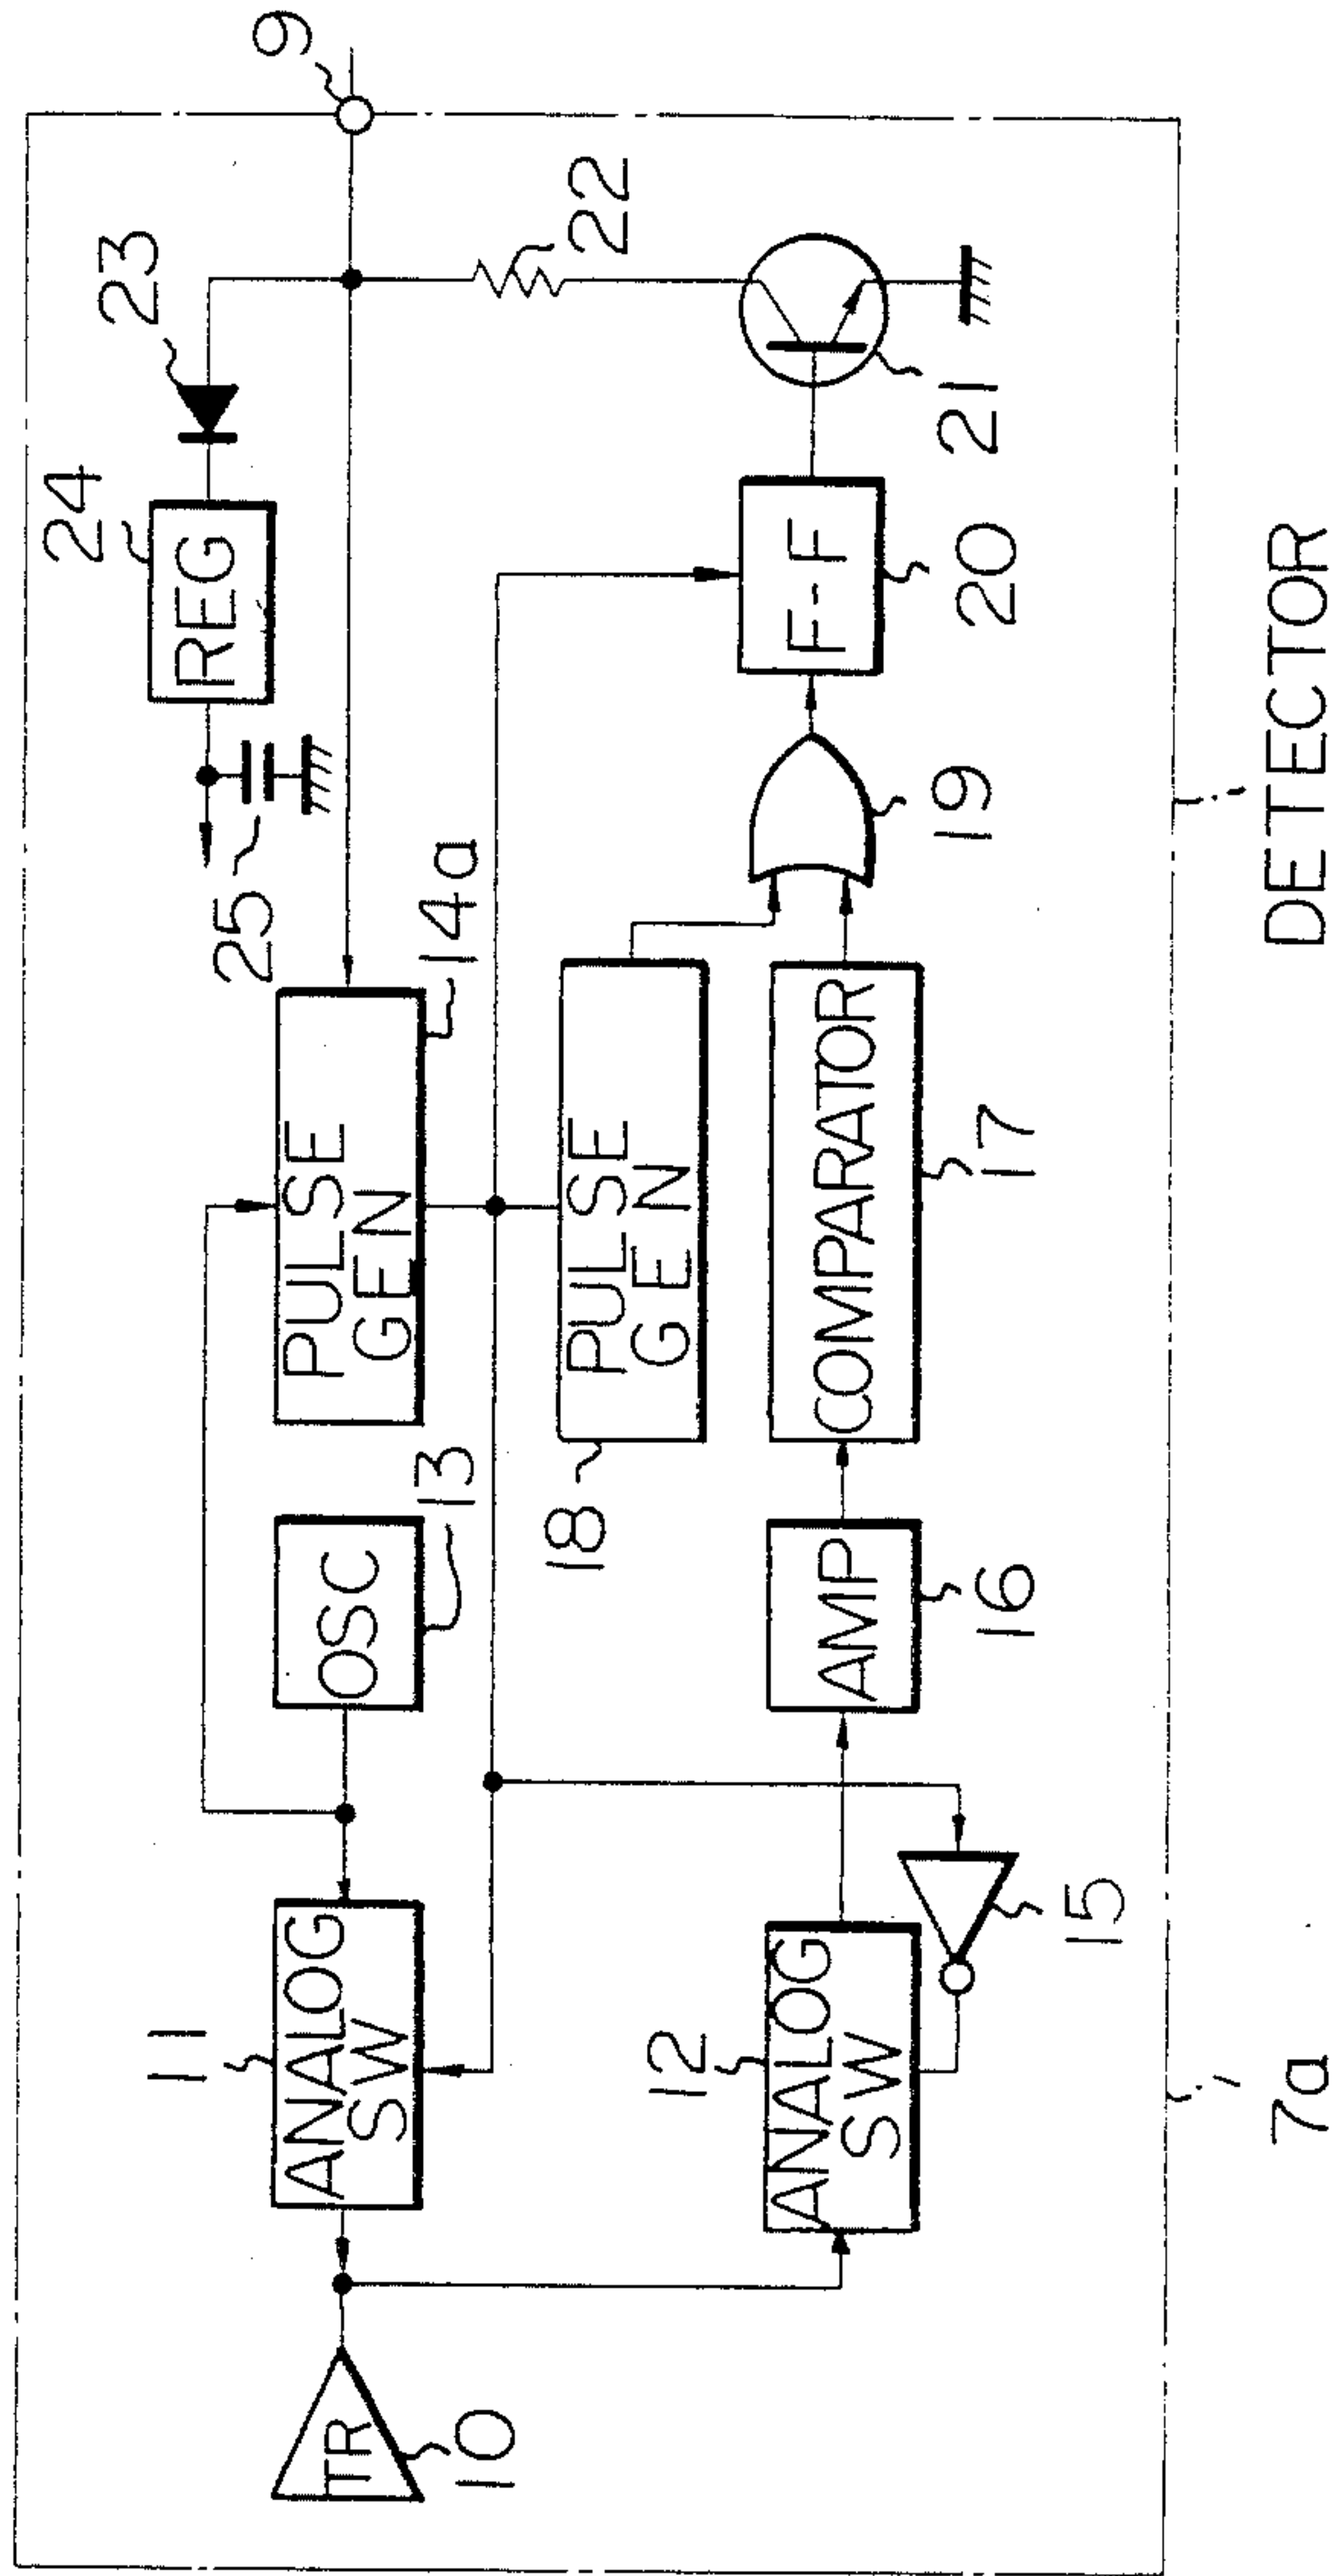 9
23
24
REG
25
22
21
F-F
20
19
14a
PULSE
GEN
PULSE
GEN
18
COMPARATOR
17
OSC
13
AMP
16
11
ANALOG
SW
12
ANALOG
SW
15
TR
10
7a
DETECTOR